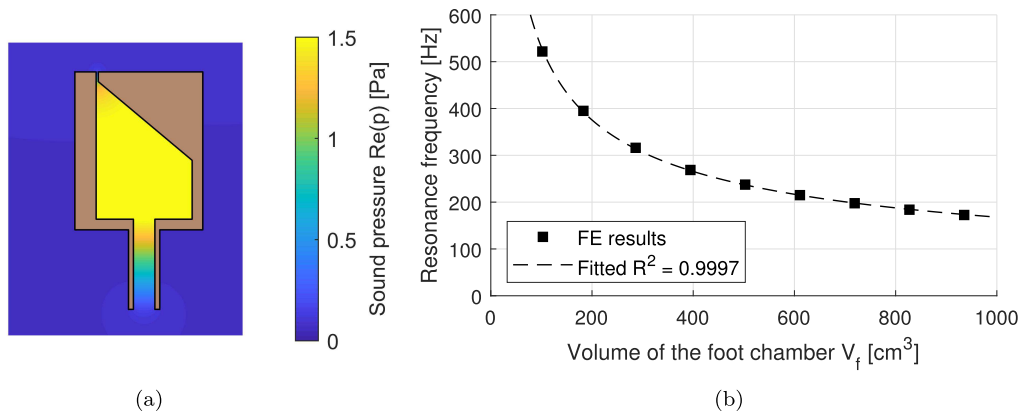 1.5
1
0.5
0
Sound pressure Re(p) [Pa]
(a)
Resonance frequency [Hz]
600
500
400
300
200
100
0
FE results
Fitted R² = 0.9997
0 200 400 600 800 1000
Volume of the foot chamber V_f [cm³]
(b)